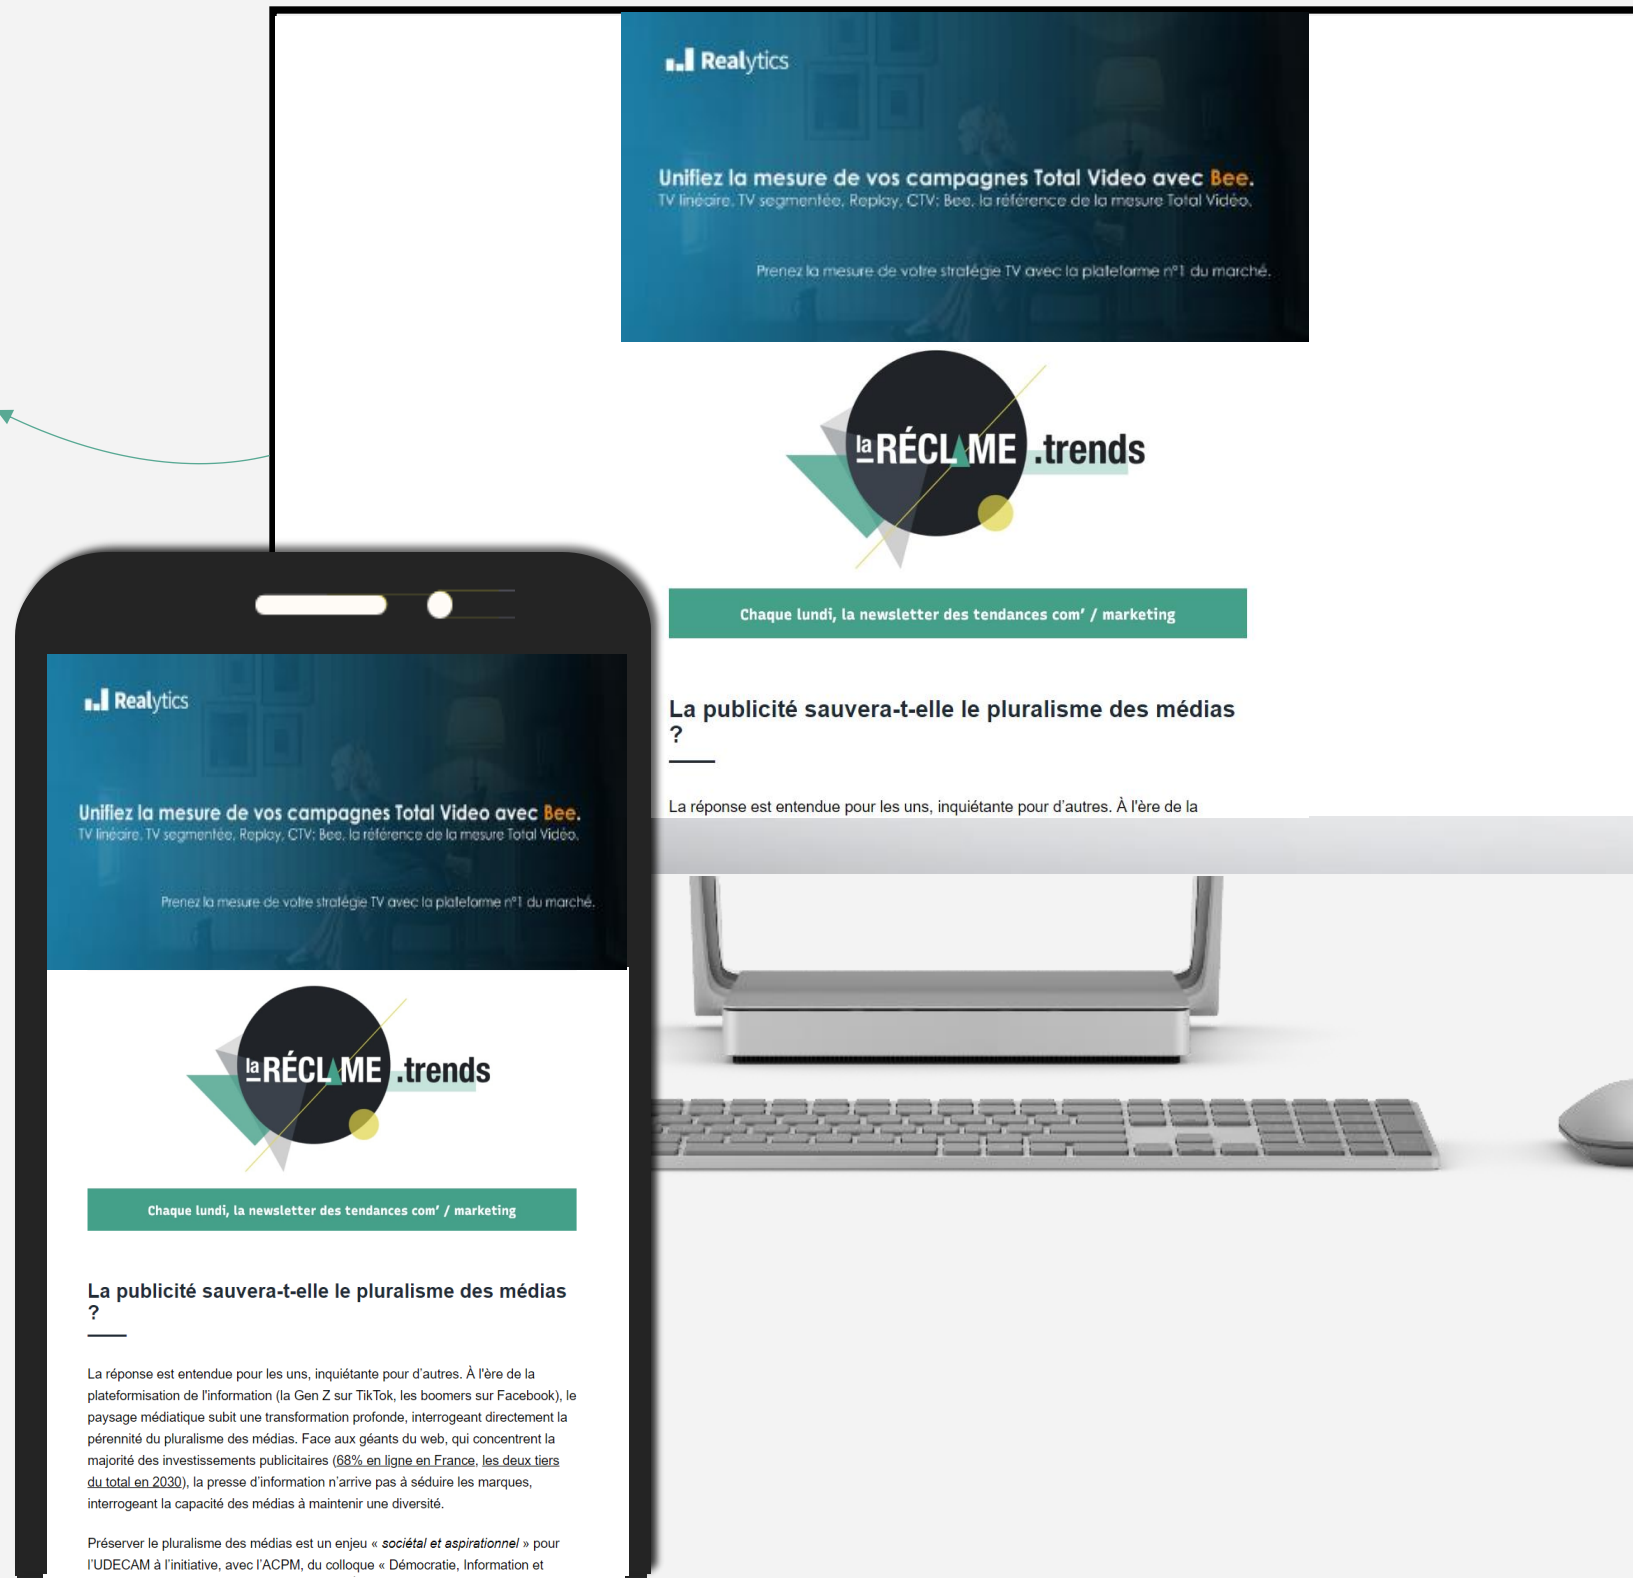 Realytics
Unifiez la mesure de vos campagnes Total Video avec Bee.
TV linéaire, TV segmentée, Replay, CTV: Bee, la référence de la mesure Total Vidéo.
Prenez la mesure de votre stratégie TV avec la plateforme n°1 du marché.
la RÉCLAME .trends
Chaque lundi, la newsletter des tendances com’ / marketing
La publicité sauvera-t-elle le pluralisme des médias
?
La réponse est entendue pour les uns, inquiétante pour d’autres. À l'ère de la
Realytics
Unifiez la mesure de vos campagnes Total Video avec Bee.
TV linéaire, TV segmentée, Replay, CTV: Bee, la référence de la mesure Total Vidéo.
Prenez la mesure de votre stratégie TV avec la plateforme n°1 du marché.
la RÉCLAME .trends
Chaque lundi, la newsletter des tendances com’ / marketing
La publicité sauvera-t-elle le pluralisme des médias
?
La réponse est entendue pour les uns, inquiétante pour d’autres. À l'ère de la
plateformisation de l'information (la Gen Z sur TikTok, les boomers sur Facebook), le
paysage médiatique subit une transformation profonde, interrogeant directement la
pérennité du pluralisme des médias. Face aux géants du web, qui concentrent la
majorité des investissements publicitaires (68% en ligne en France, les deux tiers
du total en 2030), la presse d’information n’arrive pas à séduire les marques,
interrogeant la capacité des médias à maintenir une diversité.
Préserver le pluralisme des médias est un enjeu « sociétal et aspirationnel » pour
l’UDECAM à l’initiative, avec l’ACPM, du colloque « Démocratie, Information et